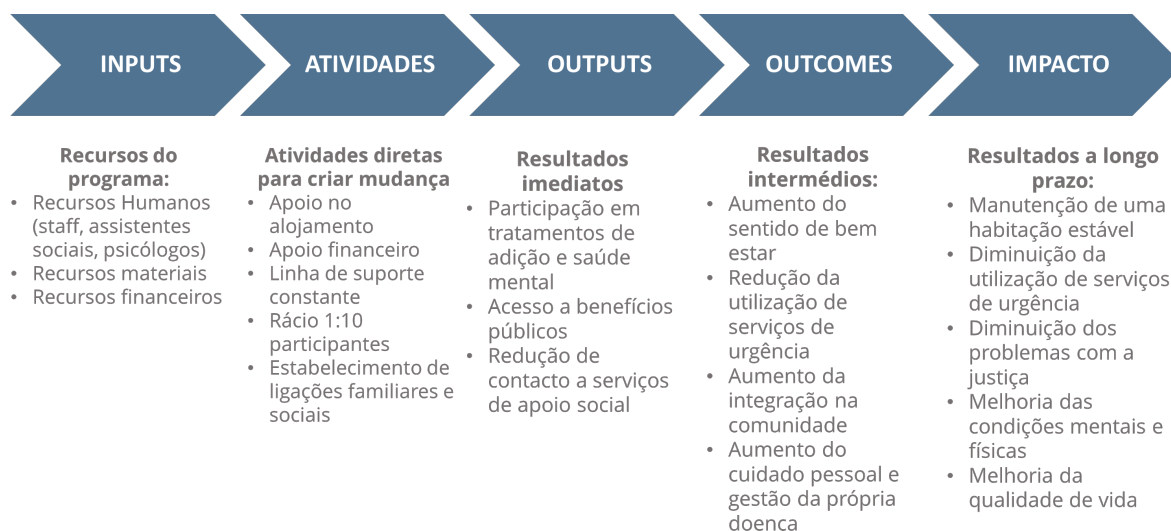 INPUTS
ATIVIDADES
OUTPUTS
OUTCOMES
IMPACTO
Recursos do
programa:
• Recursos Humanos
(staff, assistentes
sociais, psicólogos)
• Recursos materiais
• Recursos financeiros
Atividades diretas
para criar mudança
• Apoio no
alojamento
• Apoio financeiro
• Linha de suporte
constante
• Rácio 1:10
participantes
• Estabelecimento de
ligações familiares e
sociais
Resultados
imediatos
• Participação em
tratamentos de
adição e saúde
mental
• Acesso a benefícios
públicos
• Redução de
contacto a serviços
de apoio social
Resultados
intermédios:
• Aumento do
sentido de bem
estar
• Redução da
utilização de
serviços de
urgência
• Aumento da
integração na
comunidade
• Aumento do
cuidado pessoal e
gestão da própria
doença
Resultados a longo
prazo:
• Manutenção de uma
habitação estável
• Diminuição da
utilização de serviços
de urgência
• Diminuição dos
problemas com a
justiça
• Melhoria das
condições mentais e
físicas
• Melhoria da
qualidade de vida